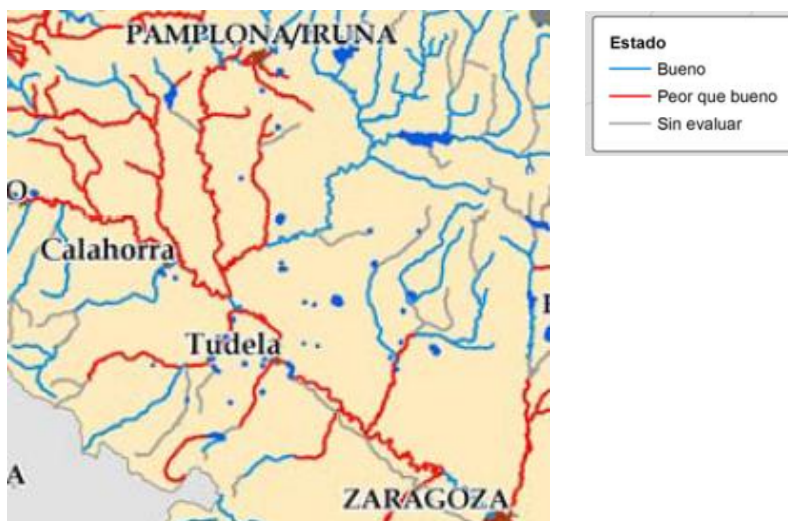 PAMPLONA/IRUNA
O
Calahorra
Tudela
A
ZARAGOZA
Estado
Bueno
Peor que bueno
Sin evaluar